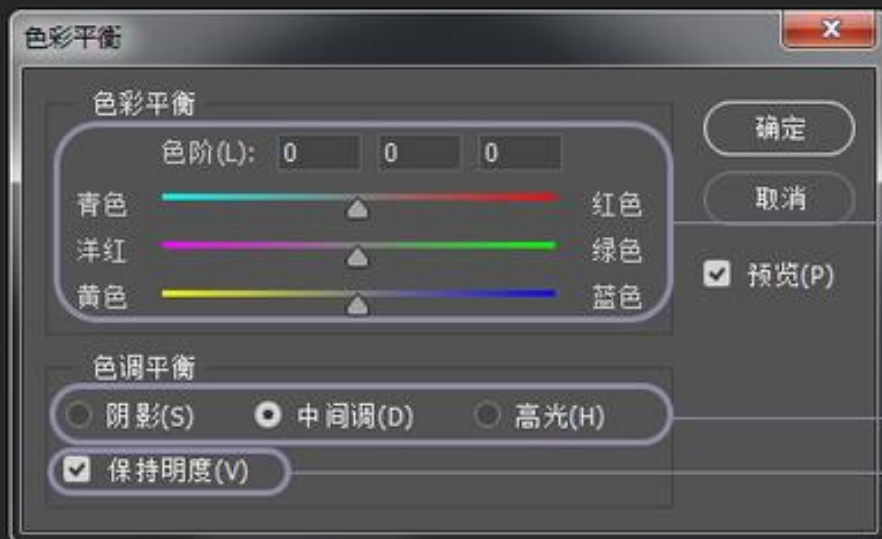 色彩平衡
色彩平衡
色阶(L): 0 0 0
青色 红色
洋红 绿色
黄色 蓝色
确定
取消
预览(P)
色调平衡
阴影(S) 中间调(D) 高光(H)
保持明度(V)